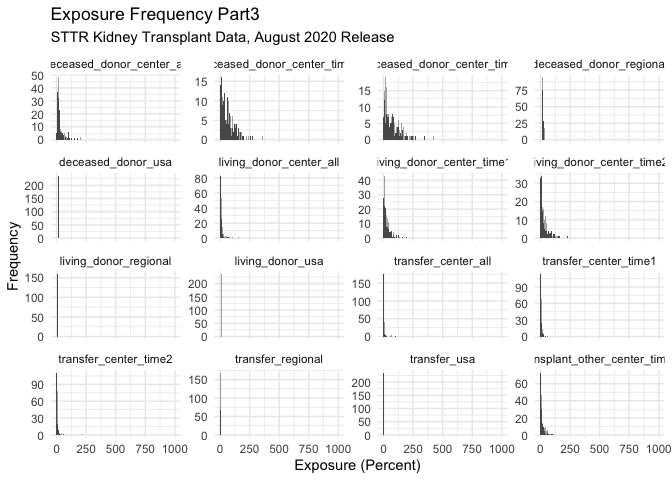 Exposure Frequency Part3
STTR Kidney Transplant Data, August 2020 Release
eceased_donor_center_a
eceased_donor_center_tim
ceased_donor_center_tim
deceased_donor_regiona
50
40
30
20
10
0
15
10
5
0
15
10
5
0
75
50
25
0
deceased_donor_usa
living_donor_center_all
iving_donor_center_time1
iving_donor_center_time2
200
150
100
50
0
80
60
40
20
0
40
30
20
10
0
30
20
10
0
living_donor_regional
living_donor_usa
transfer_center_all
transfer_center_time1
150
100
50
0
200
150
100
50
0
150
100
50
0
90
60
30
0
transfer_center_time2
transfer_regional
transfer_usa
nsplant_other_center_tim
90
60
30
0
150
100
50
0
200
150
100
50
0
60
40
20
0
0 250 500 750 1000
0 250 500 750 1000
0 250 500 750 1000
0 250 500 750 1000
Frequency
Exposure (Percent)